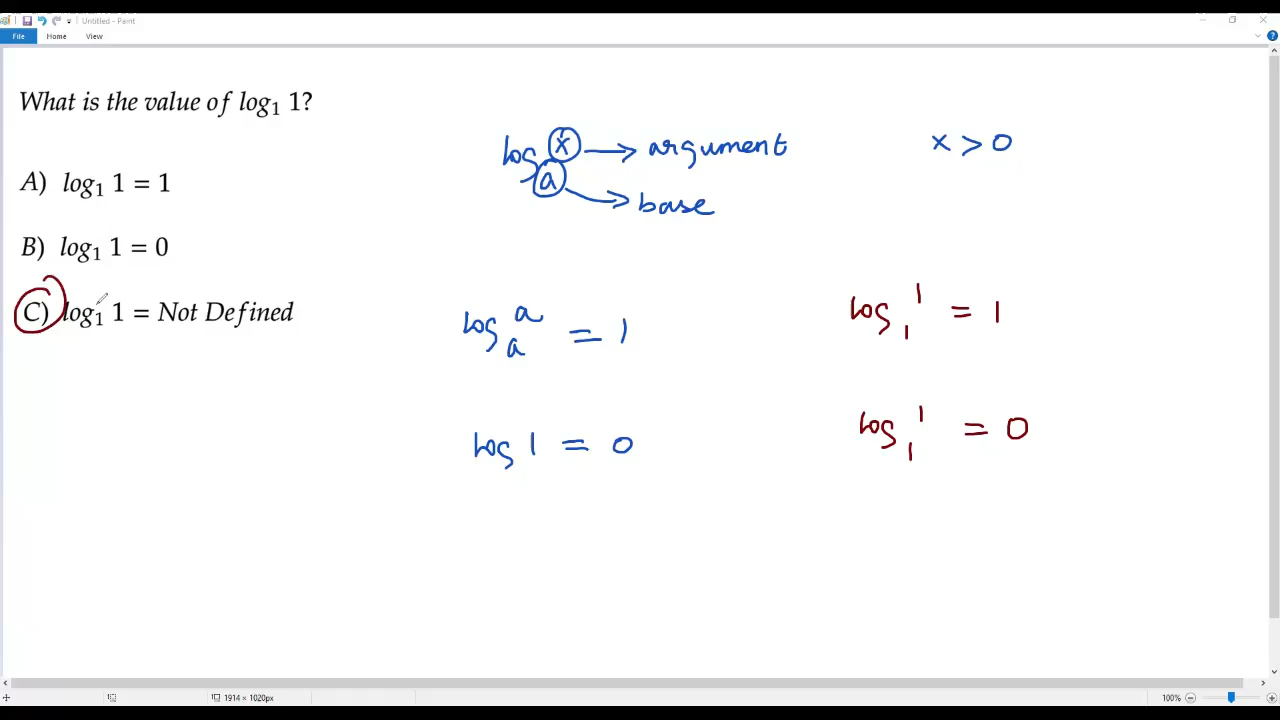 Untitled - Paint
File Home View
What is the value of log₁ 1?
A) log₁ 1 = 1
B) log₁ 1 = 0
C) log₁ 1 = Not Defined
logₐ x → argument
x > 0
→ base
logₐ a = 1
log₁ 1 = 1
log 1 = 0
log₁ 1 = 0
1914 × 1020px
100%